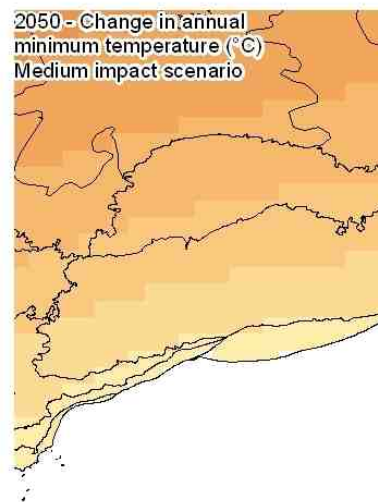 2050 - Change in annual
minimum temperature (°C)
Medium impact scenario